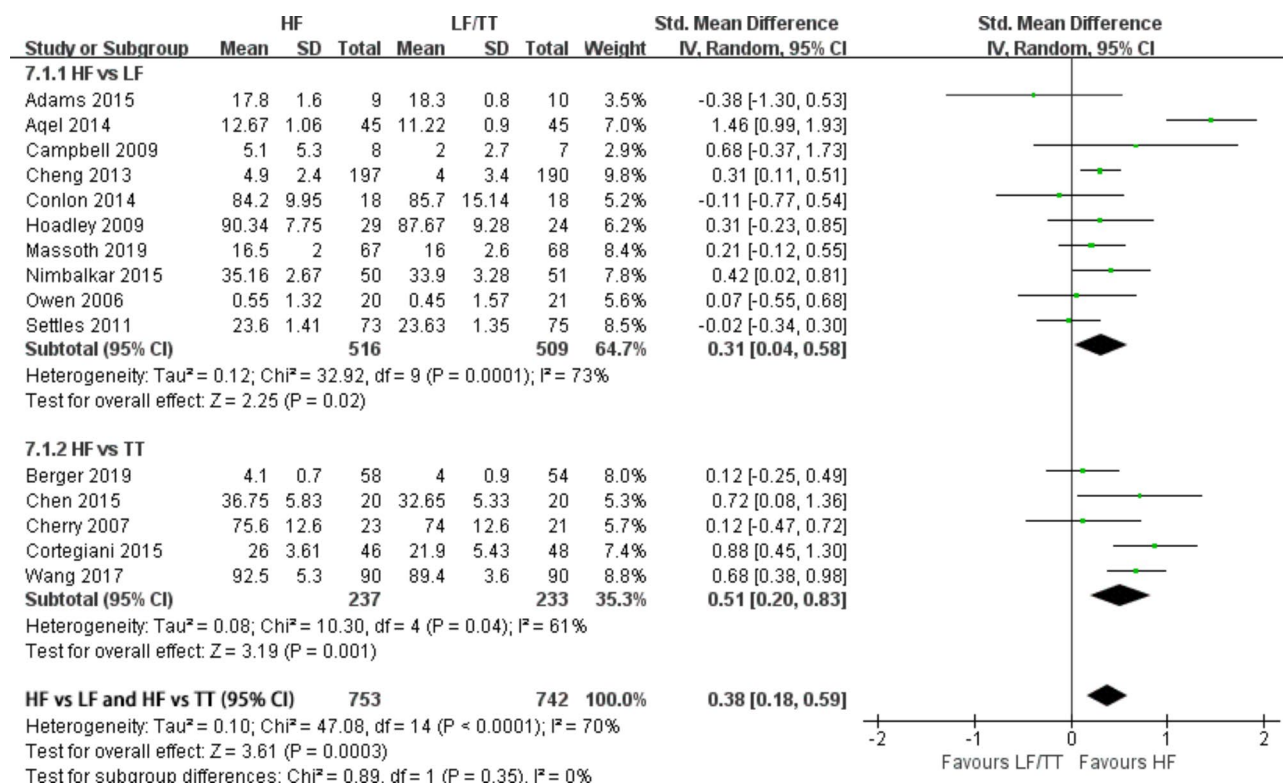 HF LF/TT Std. Mean Difference Std. Mean Difference
Study or Subgroup Mean SD Total Mean SD Total Weight IV, Random, 95% CI IV, Random, 95% CI
7.1.1 HF vs LF
Adams 2015 17.8 1.6 9 18.3 0.8 10 3.5% -0.38 [-1.30, 0.53]
Aqel 2014 12.67 1.06 45 11.22 0.9 45 7.0% 1.46 [0.99, 1.93]
Campbell 2009 5.1 5.3 8 2 2.7 7 2.9% 0.68 [-0.37, 1.73]
Cheng 2013 4.9 2.4 197 4 3.4 190 9.8% 0.31 [0.11, 0.51]
Conlon 2014 84.2 9.95 18 85.7 15.14 18 5.2% -0.11 [-0.77, 0.54]
Hoadley 2009 90.34 7.75 29 87.67 9.28 24 6.2% 0.31 [-0.23, 0.85]
Massoth 2019 16.5 2 67 16 2.6 68 8.4% 0.21 [-0.12, 0.55]
Nimbalkar 2015 35.16 2.67 50 33.9 3.28 51 7.8% 0.42 [0.02, 0.81]
Owen 2006 0.55 1.32 20 0.45 1.57 21 5.6% 0.07 [-0.55, 0.68]
Settles 2011 23.6 1.41 73 23.63 1.35 75 8.5% -0.02 [-0.34, 0.30]
Subtotal (95% CI) 516 509 64.7% 0.31 [0.04, 0.58]
Heterogeneity: Tau² = 0.12; Chi² = 32.92, df = 9 (P = 0.0001); I² = 73%
Test for overall effect: Z = 2.25 (P = 0.02)
7.1.2 HF vs TT
Berger 2019 4.1 0.7 58 4 0.9 54 8.0% 0.12 [-0.25, 0.49]
Chen 2015 36.75 5.83 20 32.65 5.33 20 5.3% 0.72 [0.08, 1.36]
Cherry 2007 75.6 12.6 23 74 12.6 21 5.7% 0.12 [-0.47, 0.72]
Cortegiani 2015 26 3.61 46 21.9 5.43 48 7.4% 0.88 [0.45, 1.30]
Wang 2017 92.5 5.3 90 89.4 3.6 90 8.8% 0.68 [0.38, 0.98]
Subtotal (95% CI) 237 233 35.3% 0.51 [0.20, 0.83]
Heterogeneity: Tau² = 0.08; Chi² = 10.30, df = 4 (P = 0.04); I² = 61%
Test for overall effect: Z = 3.19 (P = 0.001)
HF vs LF and HF vs TT (95% CI) 753 742 100.0% 0.38 [0.18, 0.59]
Heterogeneity: Tau² = 0.10; Chi² = 47.08, df = 14 (P < 0.0001); I² = 70%
Test for overall effect: Z = 3.61 (P = 0.0003)
Test for subgroup differences: Chi² = 0.89, df = 1 (P = 0.35), I² = 0%
-2 -1 0 1 2
Favours LF/TT Favours HF